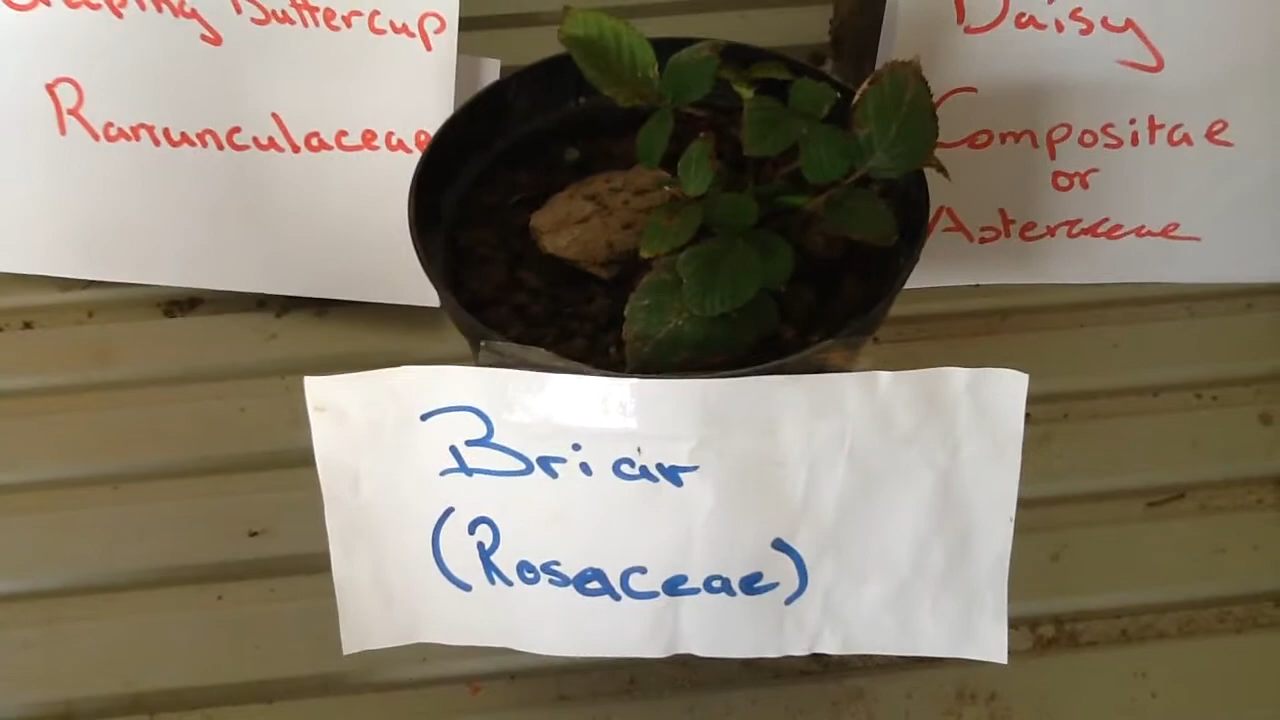 Buttercup
Ranunculaceae
Daisy
Compositae
or
Asteraceae
Briar
(Rosaceae)